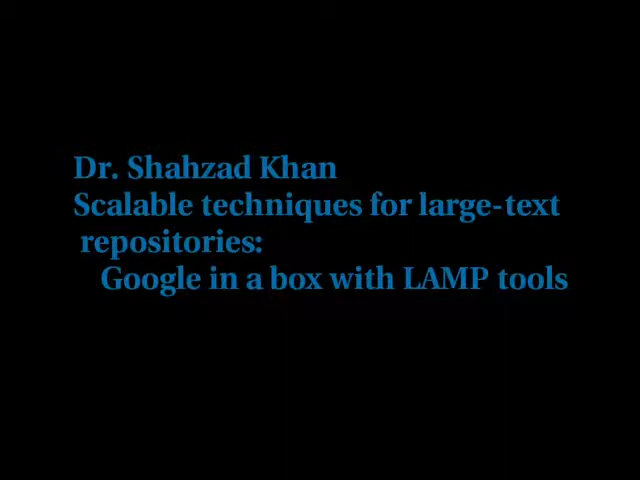 Dr. Shahzad Khan
Scalable techniques for large-text
repositories:
Google in a box with LAMP tools